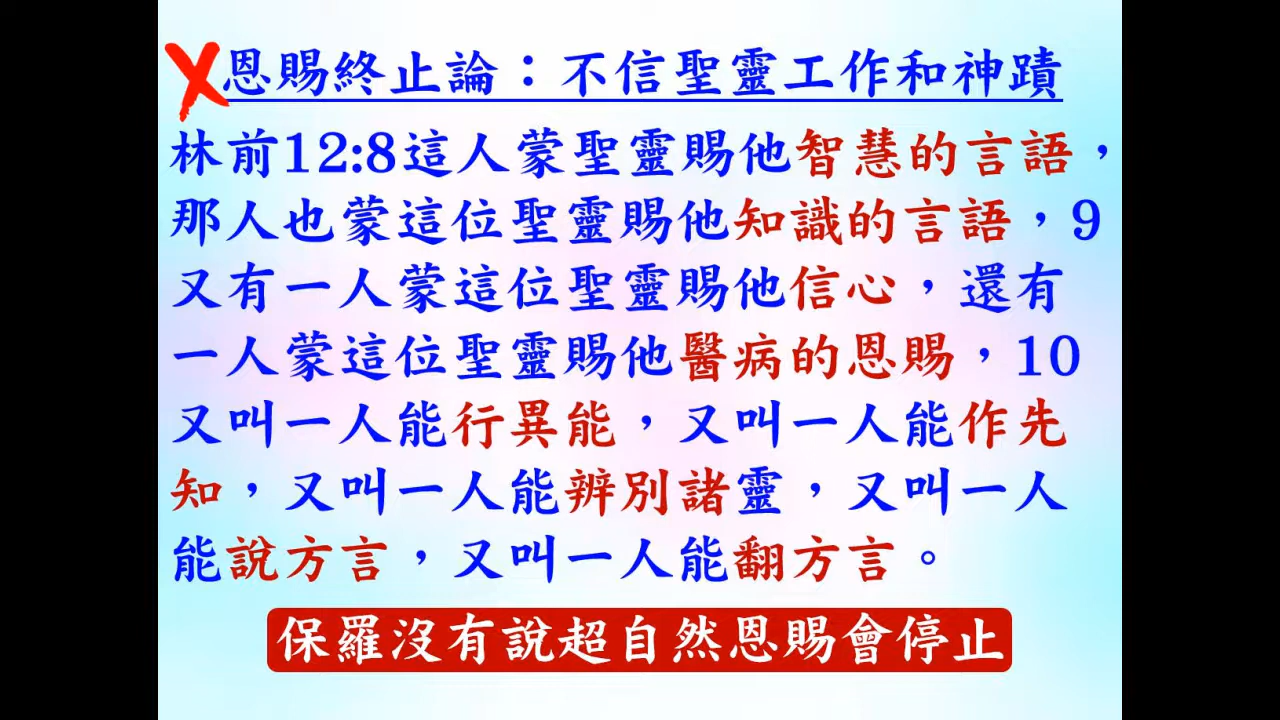 恩賜終止論：不信聖靈工作和神蹟
林前12:8這人蒙聖靈賜他智慧的言語，
那人也蒙這位聖靈賜他知識的言語，9
又有一人蒙這位聖靈賜他信心，還有
一人蒙這位聖靈賜他醫病的恩賜，10
又叫一人能行異能，又叫一人能作先
知，又叫一人能辨別諸靈，又叫一人
能說方言，又叫一人能翻方言。
保羅沒有說超自然恩賜會停止